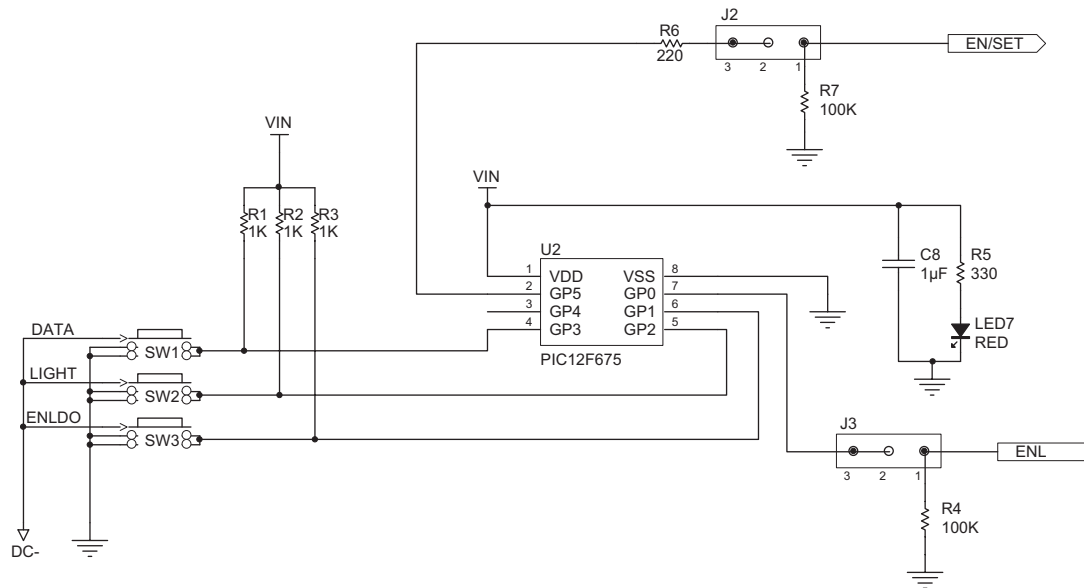 J2
R6
220
3 2 1
EN/SET
R7
100K
VIN
VIN
R1
1K
R2
1K
R3
1K
U2
1 VDD VSS 8
2 GP5 GP0 7
3 GP4 GP1 6
4 GP3 GP2 5
PIC12F675
C8
1µF
R5
330
LED7
RED
DATA
SW1
LIGHT
SW2
ENLDO
SW3
DC-
J3
3 2 1
ENL
R4
100K